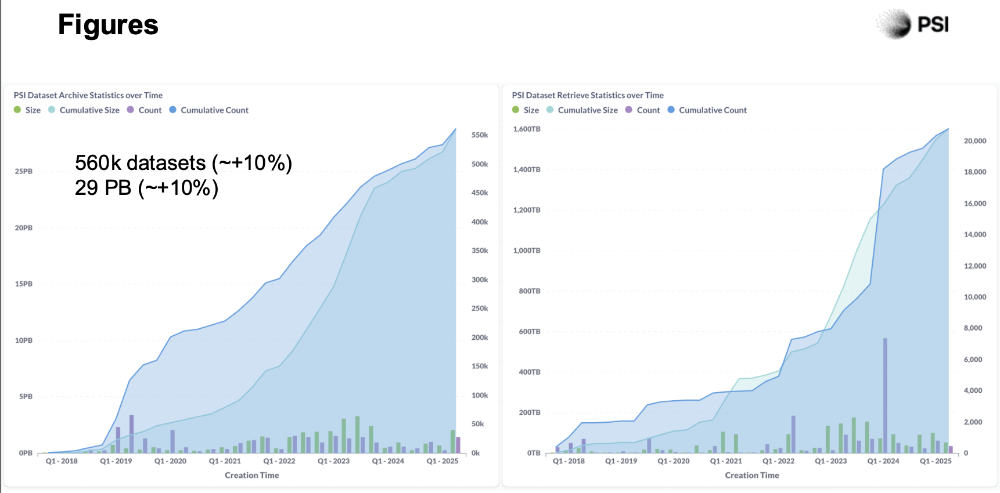 Figures
PSI
PSI Dataset Archive Statistics over Time
Size Cumulative Size Count Cumulative Count
560k datasets (~+10%)
29 PB (~+10%)
25PB
20PB
15PB
10PB
5PB
0PB
550k
500k
450k
400k
350k
300k
250k
200k
150k
100k
50k
0k
Q1 - 2018 Q1 - 2019 Q1 - 2020 Q1 - 2021 Q1 - 2022 Q1 - 2023 Q1 - 2024 Q1 - 2025
Creation Time
PSI Dataset Retrieve Statistics over Time
Size Cumulative Size Count Cumulative Count
1,600TB
1,400TB
1,200TB
1,000TB
800TB
600TB
400TB
200TB
0TB
20,000
18,000
16,000
14,000
12,000
10,000
8,000
6,000
4,000
2,000
0
Q1 - 2018 Q1 - 2019 Q1 - 2020 Q1 - 2021 Q1 - 2022 Q1 - 2023 Q1 - 2024 Q1 - 2025
Creation Time